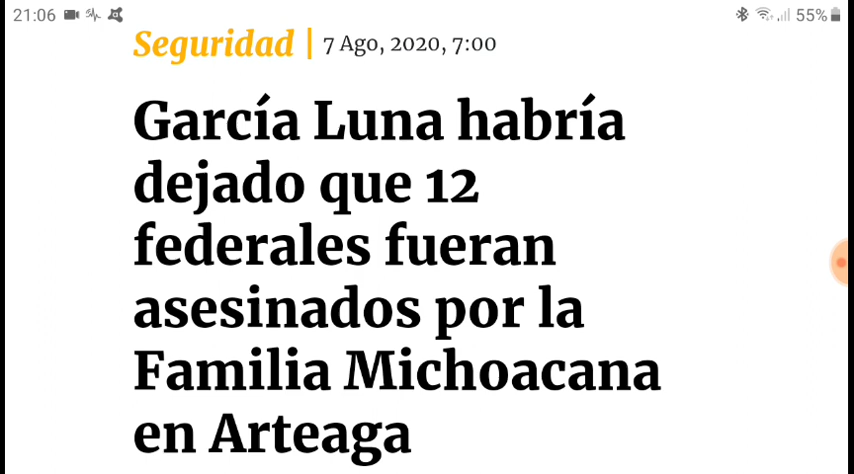 21:06 55%
Seguridad | 7 Ago, 2020, 7:00
García Luna habría
dejado que 12
federales fueran
asesinados por la
Familia Michoacana
en Arteaga